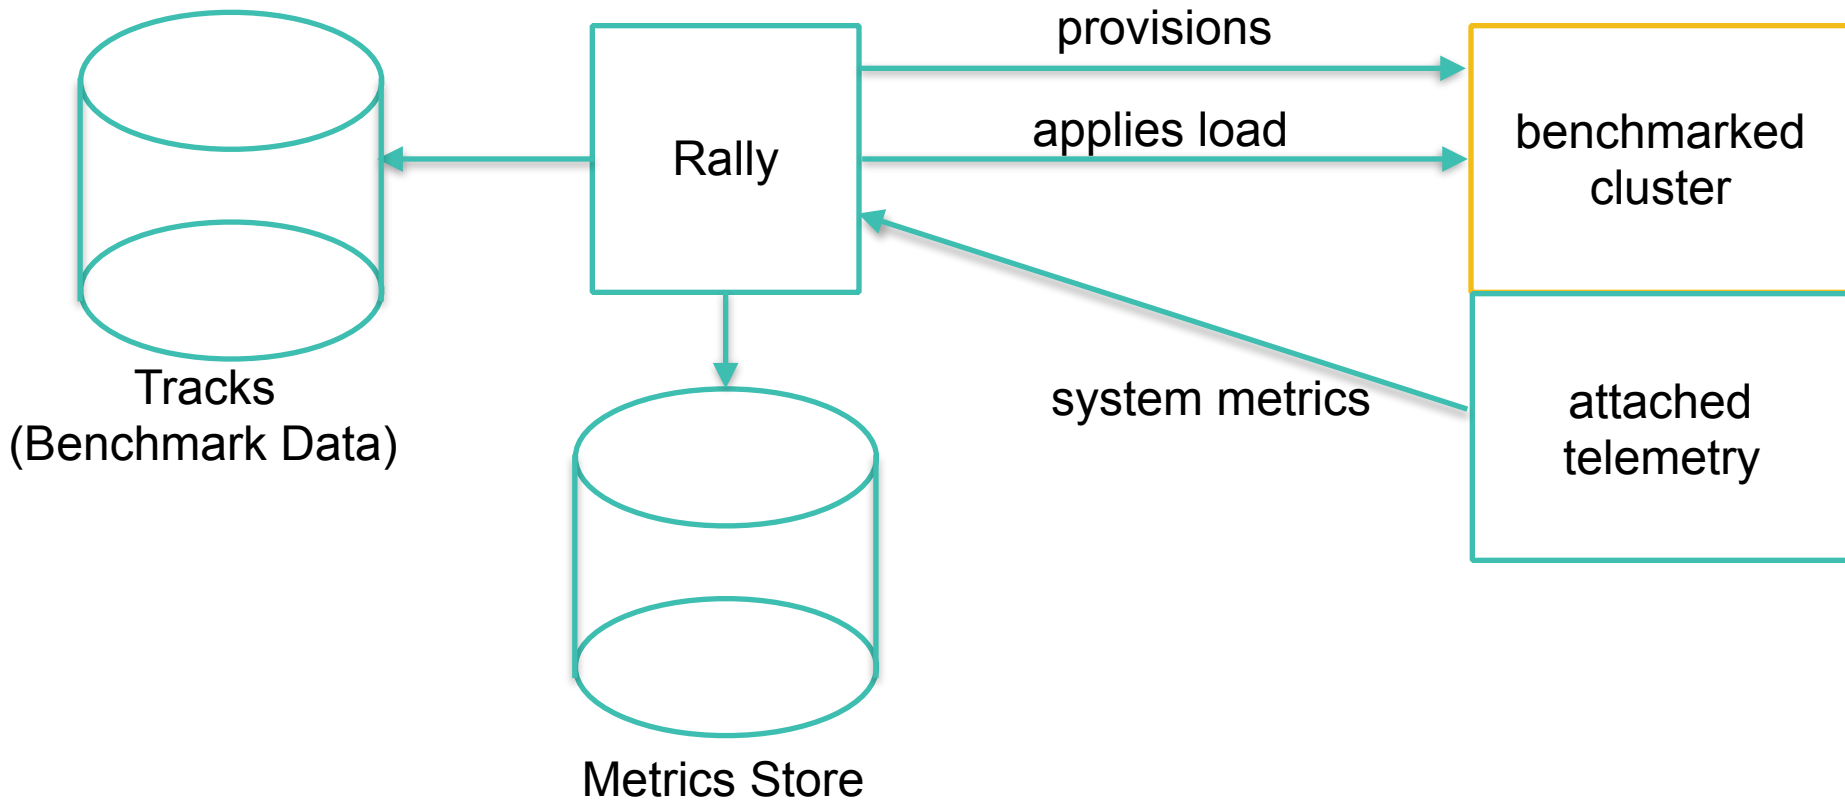 provisions
applies load
Rally
benchmarked
cluster
Tracks
(Benchmark Data)
system metrics
attached
telemetry
Metrics Store